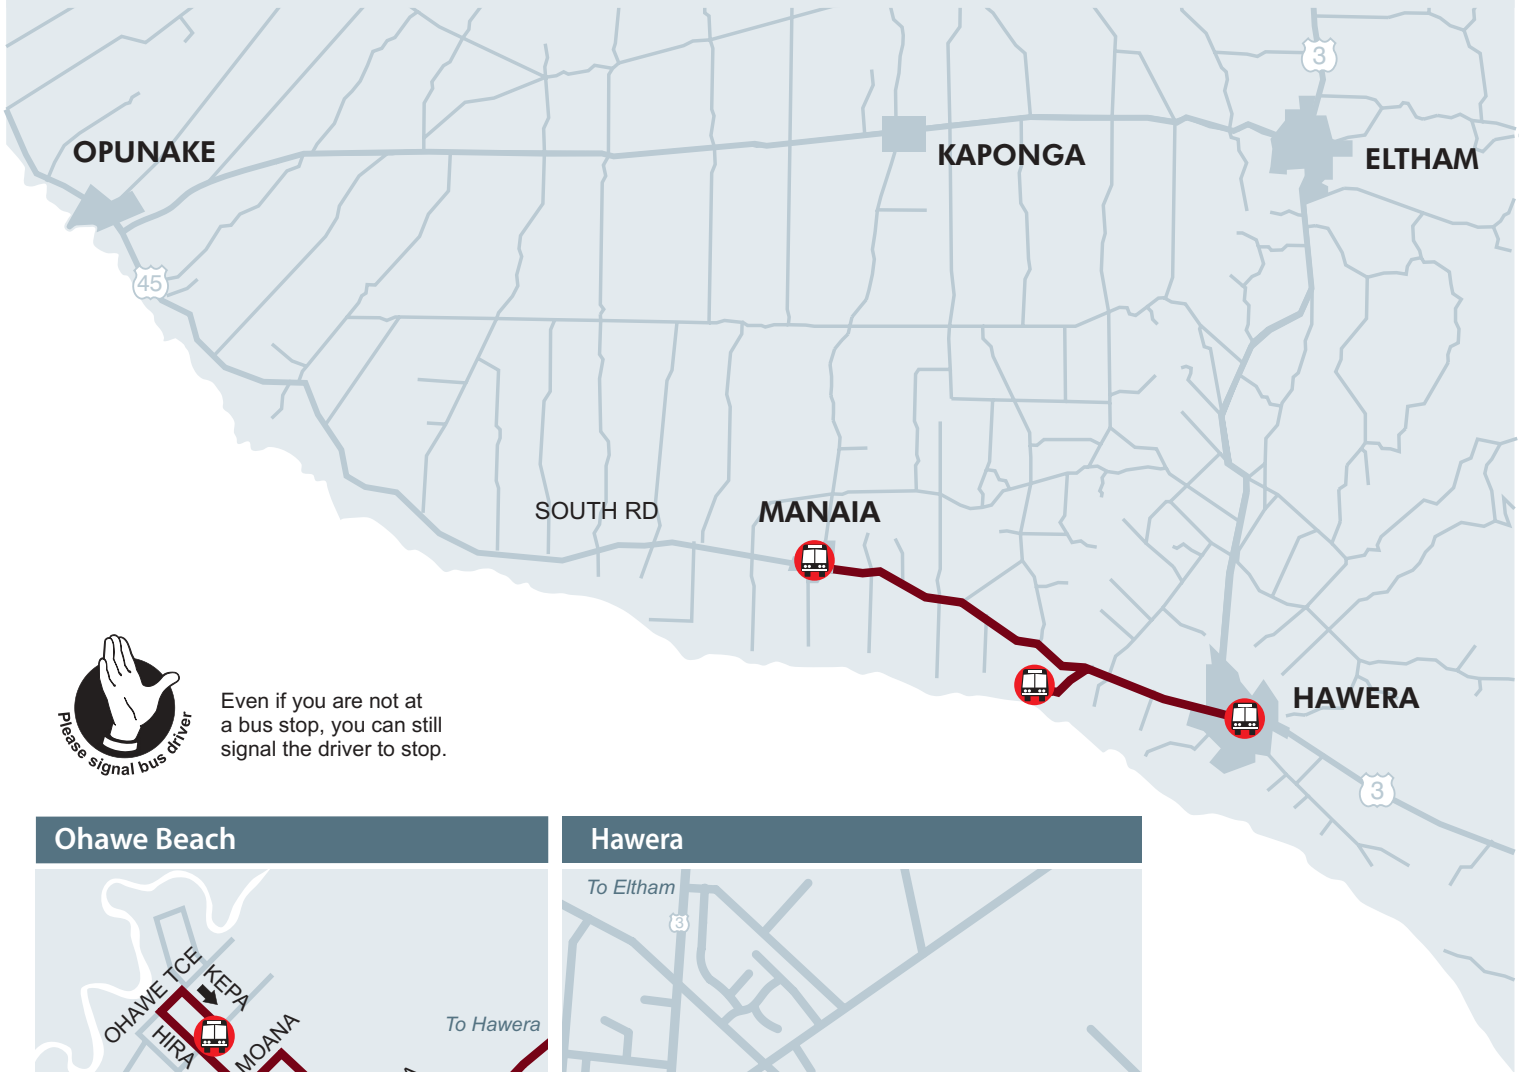 3
OPUNAKE
KAPONGA
ELTHAM
45
SOUTH RD
MANAIA
HAWERA
Please signal bus driver
Even if you are not at
a bus stop, you can still
signal the driver to stop.
3
Ohawe Beach
OHAWE TCE
KEPA
HIRA
MOANA
To Hawera
Hawera
To Eltham
3